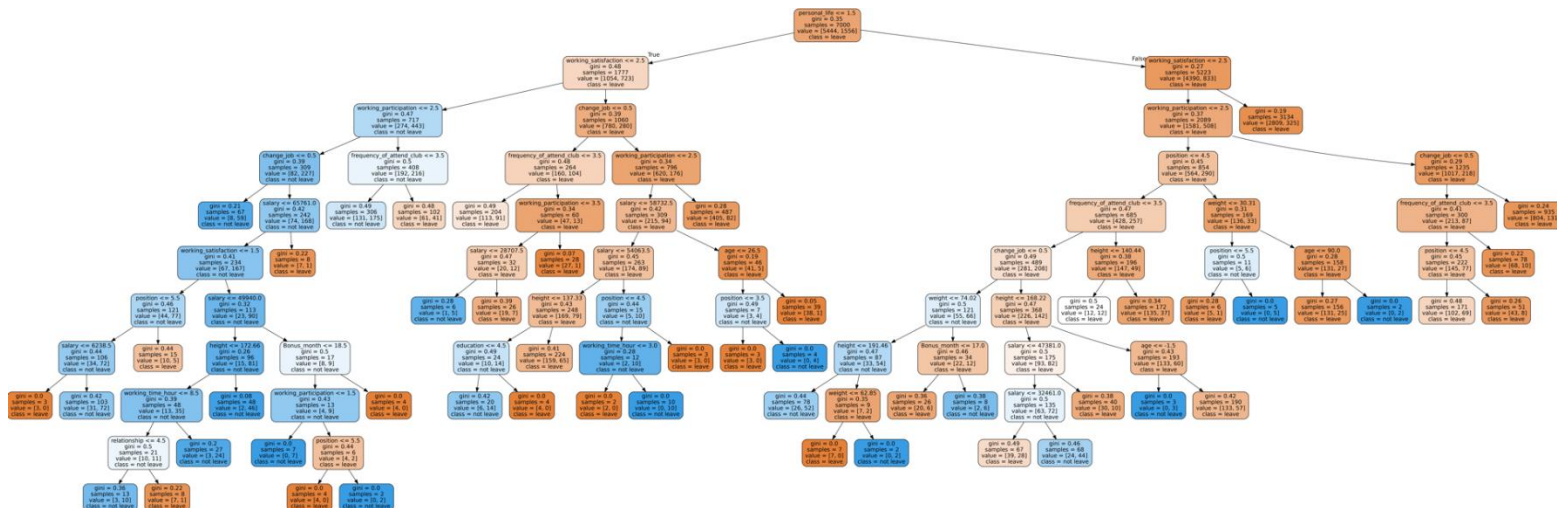 personal_life <= 1.5
gini = 0.35
samples = 7000
value = [5444, 1556]
class = leave
True
False
working_satisfaction <= 2.5
gini = 0.48
samples = 1777
value = [1054, 723]
class = leave
working_satisfaction <= 2.5
gini = 0.27
samples = 5223
value = [4390, 833]
class = leave
working_participation <= 2.5
gini = 0.47
samples = 717
value = [274, 443]
class = not leave
change_job <= 0.5
gini = 0.39
samples = 1060
value = [780, 280]
class = leave
working_participation <= 2.5
gini = 0.37
samples = 2089
value = [1581, 508]
class = leave
gini = 0.19
samples = 3134
value = [2809, 325]
class = leave
change_job <= 0.5
gini = 0.39
samples = 309
value = [82, 227]
class = not leave
frequency_of_attend_club <= 3.5
gini = 0.5
samples = 408
value = [192, 216]
class = not leave
frequency_of_attend_club <= 3.5
gini = 0.48
samples = 264
value = [160, 104]
class = leave
working_participation <= 2.5
gini = 0.34
samples = 796
value = [620, 176]
class = leave
position <= 4.5
gini = 0.45
samples = 854
value = [564, 290]
class = leave
change_job <= 0.5
gini = 0.29
samples = 1235
value = [1017, 218]
class = leave
gini = 0.21
samples = 67
value = [8, 59]
class = not leave
salary <= 65761.0
gini = 0.42
samples = 242
value = [74, 168]
class = not leave
gini = 0.49
samples = 306
value = [131, 175]
class = not leave
gini = 0.48
samples = 102
value = [61, 41]
class = leave
gini = 0.49
samples = 204
value = [113, 91]
class = leave
working_participation <= 3.5
gini = 0.34
samples = 60
value = [47, 13]
class = leave
salary <= 58732.5
gini = 0.42
samples = 309
value = [215, 94]
class = leave
gini = 0.28
samples = 487
value = [405, 82]
class = leave
frequency_of_attend_club <= 3.5
gini = 0.47
samples = 685
value = [428, 257]
class = leave
weight <= 30.31
gini = 0.31
samples = 169
value = [136, 33]
class = leave
frequency_of_attend_club <= 3.5
gini = 0.41
samples = 300
value = [213, 87]
class = leave
gini = 0.24
samples = 935
value = [804, 131]
class = leave
working_satisfaction <= 1.5
gini = 0.41
samples = 234
value = [67, 167]
class = not leave
gini = 0.22
samples = 8
value = [7, 1]
class = leave
salary <= 28707.5
gini = 0.47
samples = 32
value = [20, 12]
class = leave
gini = 0.07
samples = 28
value = [27, 1]
class = leave
salary <= 54063.5
gini = 0.45
samples = 263
value = [174, 89]
class = leave
age <= 26.5
gini = 0.19
samples = 46
value = [41, 5]
class = leave
change_job <= 0.5
gini = 0.49
samples = 489
value = [281, 208]
class = leave
height <= 140.44
gini = 0.38
samples = 196
value = [147, 49]
class = leave
position <= 5.5
gini = 0.5
samples = 11
value = [5, 6]
class = not leave
age <= 90.0
gini = 0.28
samples = 158
value = [131, 27]
class = leave
position <= 4.5
gini = 0.45
samples = 222
value = [145, 77]
class = leave
gini = 0.22
samples = 78
value = [68, 10]
class = leave
position <= 5.5
gini = 0.46
samples = 121
value = [44, 77]
class = not leave
salary <= 49940.0
gini = 0.32
samples = 113
value = [23, 90]
class = not leave
gini = 0.28
samples = 6
value = [1, 5]
class = not leave
gini = 0.39
samples = 26
value = [19, 7]
class = leave
height <= 137.33
gini = 0.43
samples = 248
value = [169, 79]
class = leave
position <= 4.5
gini = 0.44
samples = 15
value = [5, 10]
class = not leave
position <= 3.5
gini = 0.49
samples = 7
value = [3, 4]
class = not leave
gini = 0.05
samples = 39
value = [38, 1]
class = leave
weight <= 74.02
gini = 0.5
samples = 121
value = [55, 66]
class = not leave
height <= 168.22
gini = 0.47
samples = 368
value = [226, 142]
class = leave
gini = 0.5
samples = 24
value = [12, 12]
class = leave
gini = 0.34
samples = 172
value = [135, 37]
class = leave
gini = 0.28
samples = 6
value = [5, 1]
class = leave
gini = 0.0
samples = 5
value = [0, 5]
class = not leave
gini = 0.27
samples = 156
value = [131, 25]
class = leave
gini = 0.0
samples = 2
value = [0, 2]
class = not leave
gini = 0.48
samples = 171
value = [102, 69]
class = leave
gini = 0.26
samples = 51
value = [43, 8]
class = leave
salary <= 6238.5
gini = 0.44
samples = 106
value = [34, 72]
class = not leave
gini = 0.44
samples = 15
value = [10, 5]
class = leave
height <= 172.66
gini = 0.26
samples = 96
value = [15, 81]
class = not leave
Bonus_month <= 18.5
gini = 0.5
samples = 17
value = [8, 9]
class = not leave
education <= 4.5
gini = 0.49
samples = 24
value = [10, 14]
class = not leave
gini = 0.41
samples = 224
value = [159, 65]
class = leave
working_time_hour <= 3.0
gini = 0.28
samples = 12
value = [2, 10]
class = not leave
gini = 0.0
samples = 3
value = [3, 0]
class = leave
gini = 0.0
samples = 3
value = [3, 0]
class = leave
gini = 0.0
samples = 4
value = [0, 4]
class = not leave
height <= 191.46
gini = 0.47
samples = 87
value = [33, 54]
class = not leave
Bonus_month <= 17.0
gini = 0.46
samples = 34
value = [22, 12]
class = leave
salary <= 47381.0
gini = 0.5
samples = 175
value = [93, 82]
class = leave
age <= -1.5
gini = 0.43
samples = 193
value = [133, 60]
class = leave
gini = 0.0
samples = 3
value = [3, 0]
class = leave
gini = 0.42
samples = 103
value = [31, 72]
class = not leave
working_time_hour <= 8.5
gini = 0.39
samples = 48
value = [13, 35]
class = not leave
gini = 0.08
samples = 48
value = [2, 46]
class = not leave
working_participation <= 1.5
gini = 0.43
samples = 13
value = [4, 9]
class = not leave
gini = 0.0
samples = 4
value = [4, 0]
class = leave
gini = 0.42
samples = 20
value = [6, 14]
class = not leave
gini = 0.0
samples = 4
value = [4, 0]
class = leave
gini = 0.0
samples = 2
value = [2, 0]
class = leave
gini = 0.0
samples = 10
value = [0, 10]
class = not leave
gini = 0.44
samples = 78
value = [26, 52]
class = not leave
weight <= 62.85
gini = 0.35
samples = 9
value = [7, 2]
class = leave
gini = 0.36
samples = 26
value = [20, 6]
class = leave
gini = 0.38
samples = 8
value = [2, 6]
class = not leave
salary <= 32461.0
gini = 0.5
samples = 135
value = [63, 72]
class = not leave
gini = 0.38
samples = 40
value = [30, 10]
class = leave
gini = 0.0
samples = 3
value = [0, 3]
class = not leave
gini = 0.42
samples = 190
value = [133, 57]
class = leave
relationship <= 4.5
gini = 0.5
samples = 21
value = [10, 11]
class = not leave
gini = 0.2
samples = 27
value = [3, 24]
class = not leave
gini = 0.0
samples = 7
value = [0, 7]
class = not leave
position <= 5.5
gini = 0.44
samples = 6
value = [4, 2]
class = leave
gini = 0.0
samples = 7
value = [7, 0]
class = leave
gini = 0.0
samples = 2
value = [0, 2]
class = not leave
gini = 0.49
samples = 67
value = [39, 28]
class = leave
gini = 0.46
samples = 68
value = [24, 44]
class = not leave
gini = 0.36
samples = 13
value = [3, 10]
class = not leave
gini = 0.22
samples = 8
value = [7, 1]
class = leave
gini = 0.0
samples = 4
value = [4, 0]
class = leave
gini = 0.0
samples = 2
value = [0, 2]
class = not leave